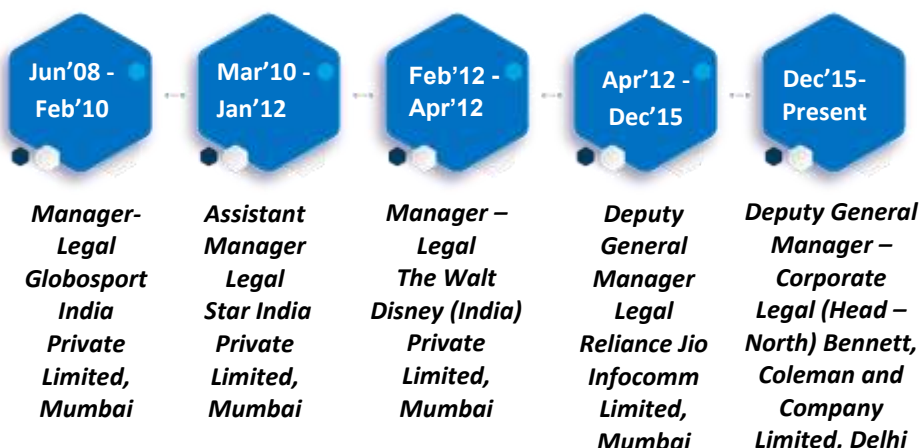 Jun'08 -
Feb'10
Mar'10 -
Jan'12
Feb'12 -
Apr'12
Apr'12 -
Dec'15
Dec'15-
Present
Manager-
Legal
Globosport
India
Private
Limited,
Mumbai
Assistant
Manager
Legal
Star India
Private
Limited,
Mumbai
Manager –
Legal
The Walt
Disney (India)
Private
Limited,
Mumbai
Deputy
General
Manager
Legal
Reliance Jio
Infocomm
Limited,
Mumbai
Deputy General
Manager –
Corporate
Legal (Head –
North) Bennett,
Coleman and
Company
Limited, Delhi